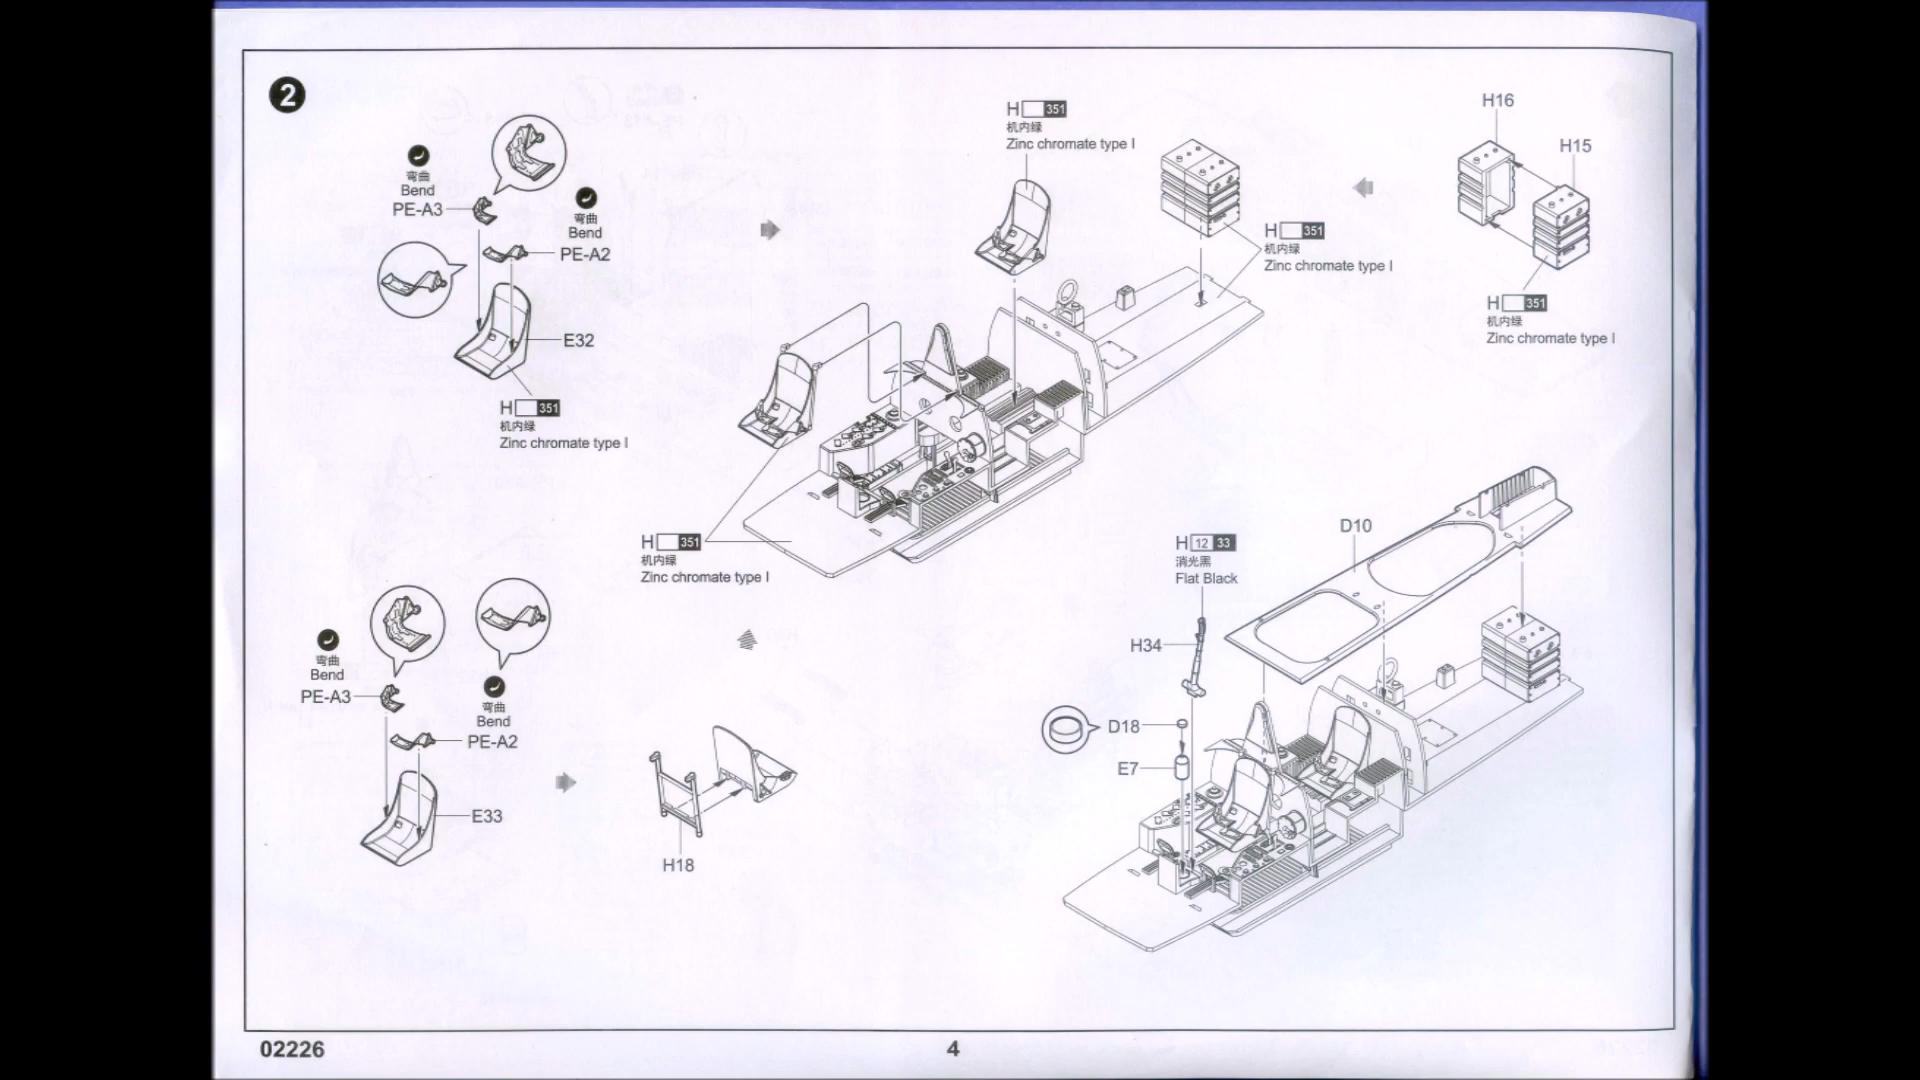 2
弯曲
Bend
PE-A3
弯曲
Bend
PE-A2
E32
H 351
机内绿
Zinc chromate type I
H 351
机内绿
Zinc chromate type I
H 351
机内绿
Zinc chromate type I
H16
H15
H 351
机内绿
Zinc chromate type I
H 351
机内绿
Zinc chromate type I
弯曲
Bend
PE-A3
弯曲
Bend
PE-A2
E33
H18
H 12 33
消光黑
Flat Black
H34
D18
E7
D10
02226
4